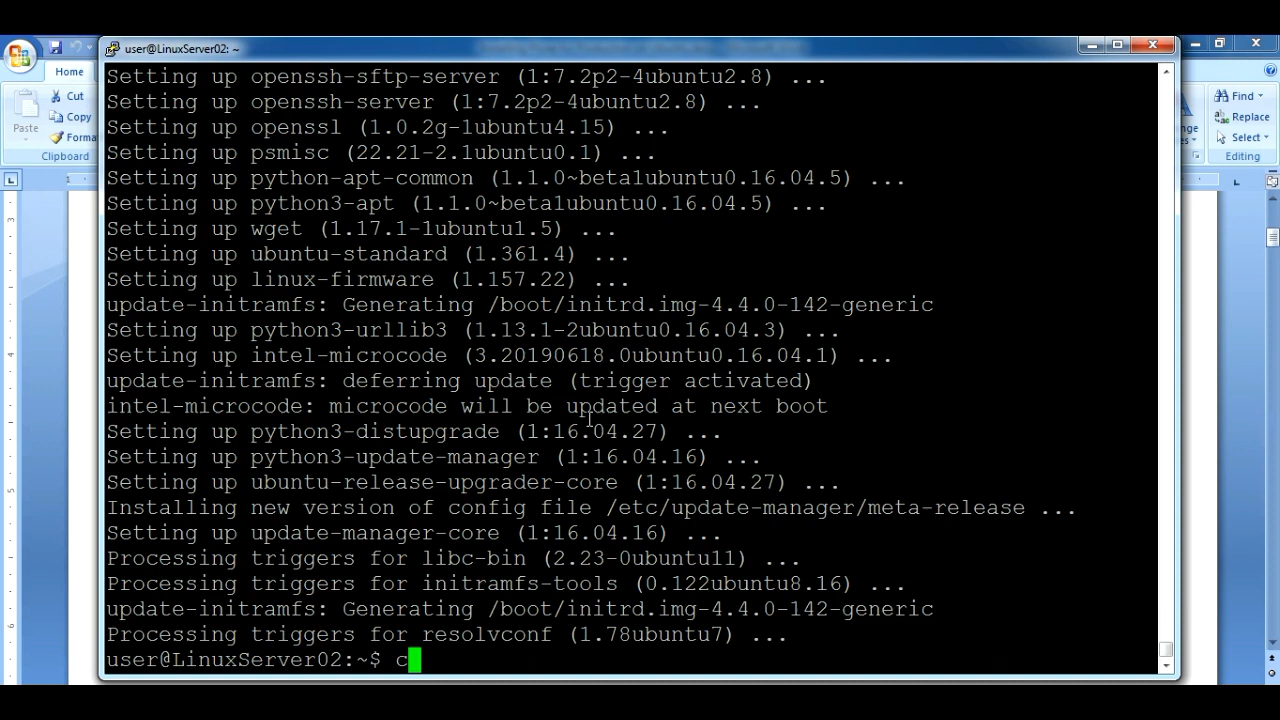 user@LinuxServer02: ~
Home
Cut
Copy
Forma
Paste
Clipboard
Find
Replace
Select
Editing
nge
les
Setting up openssh-sftp-server (1:7.2p2-4ubuntu2.8) ...
Setting up openssh-server (1:7.2p2-4ubuntu2.8) ...
Setting up openssl (1.0.2g-1ubuntu4.15) ...
Setting up psmisc (22.21-2.1ubuntu0.1) ...
Setting up python-apt-common (1.1.0~beta1ubuntu0.16.04.5) ...
Setting up python3-apt (1.1.0~beta1ubuntu0.16.04.5) ...
Setting up wget (1.17.1-1ubuntu1.5) ...
Setting up ubuntu-standard (1.361.4) ...
Setting up linux-firmware (1.157.22) ...
update-initramfs: Generating /boot/initrd.img-4.4.0-142-generic
Setting up python3-urllib3 (1.13.1-2ubuntu0.16.04.3) ...
Setting up intel-microcode (3.20190618.0ubuntu0.16.04.1) ...
update-initramfs: deferring update (trigger activated)
intel-microcode: microcode will be updated at next boot
Setting up python3-distupgrade (1:16.04.27) ...
Setting up python3-update-manager (1:16.04.16) ...
Setting up ubuntu-release-upgrader-core (1:16.04.27) ...
Installing new version of config file /etc/update-manager/meta-release ...
Setting up update-manager-core (1:16.04.16) ...
Processing triggers for libc-bin (2.23-0ubuntu11) ...
Processing triggers for initramfs-tools (0.122ubuntu8.16) ...
update-initramfs: Generating /boot/initrd.img-4.4.0-142-generic
Processing triggers for resolvconf (1.78ubuntu7) ...
user@LinuxServer02:~$ c